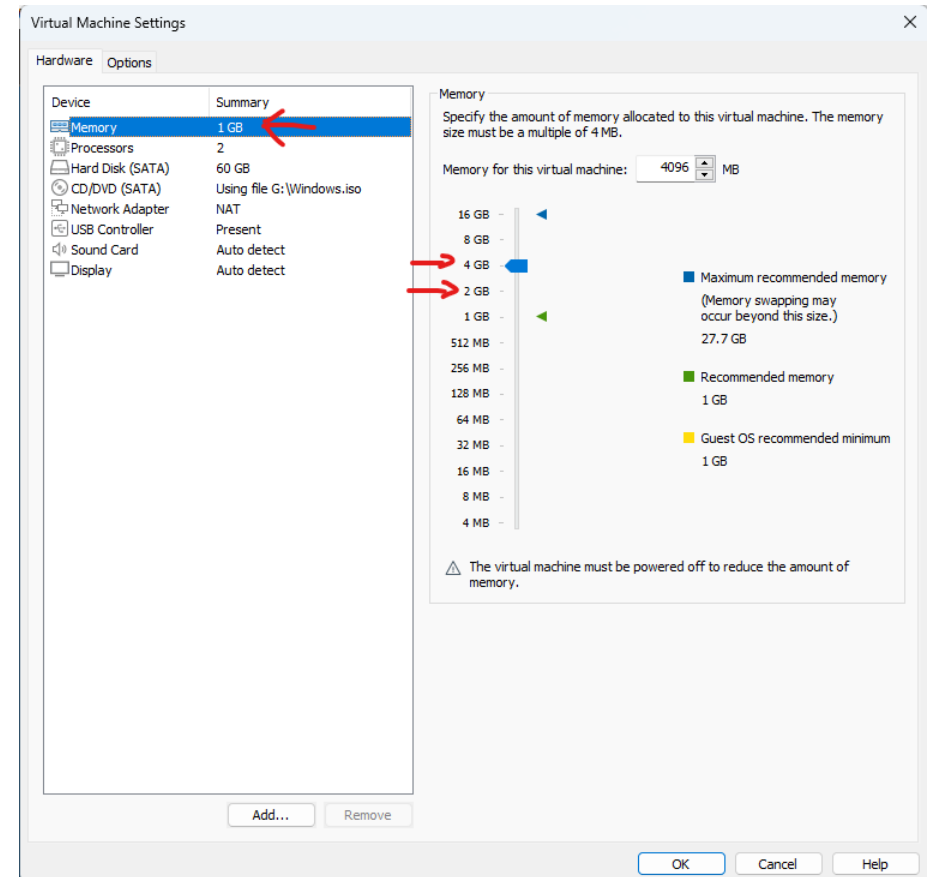 Virtual Machine Settings
Hardware Options
Device Summary
Memory 1 GB
Processors 2
Hard Disk (SATA) 60 GB
CD/DVD (SATA) Using file G:\Windows.iso
Network Adapter NAT
USB Controller Present
Sound Card Auto detect
Display Auto detect
Add... Remove
Memory
Specify the amount of memory allocated to this virtual machine. The memory
size must be a multiple of 4 MB.
Memory for this virtual machine: 4096 MB
16 GB
8 GB
4 GB
2 GB
1 GB
512 MB
256 MB
128 MB
64 MB
32 MB
16 MB
8 MB
4 MB
Maximum recommended memory
(Memory swapping may
occur beyond this size.)
27.7 GB
Recommended memory
1 GB
Guest OS recommended minimum
1 GB
The virtual machine must be powered off to reduce the amount of
memory.
OK Cancel Help